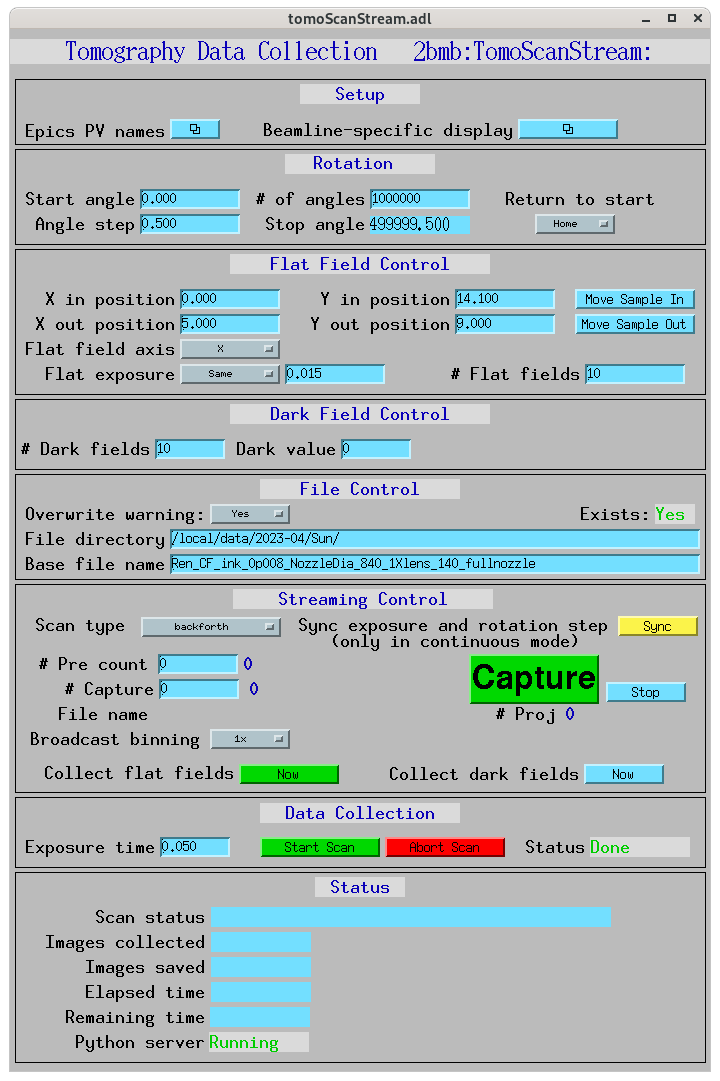 tomoScanStream.adl
Tomography Data Collection 2bmb:TomoScanStream:
Setup
Epics PV names Beamline-specific display
Rotation
Start angle 0.000 # of angles 1000000 Return to start
Angle step 0.500 Stop angle 499999.500 Home
Flat Field Control
X in position 0.000 Y in position 14.100 Move Sample In
X out position 5.000 Y out position 9.000 Move Sample Out
Flat field axis X
Flat exposure Same 0.015 # Flat fields 10
Dark Field Control
# Dark fields 10 Dark value 0
File Control
Overwrite warning: Yes Exists: Yes
File directory /local/data/2023-04/Sun/
Base file name Ren_CF_ink_0p008_NozzleDia_840_1Xlens_140_fullnozzle
Streaming Control
Scan type backforth Sync exposure and rotation step Sync
(only in continuous mode)
# Pre count 0 0
# Capture 0 0 Capture Stop
File name # Proj 0
Broadcast binning 1x
Collect flat fields Now Collect dark fields Now
Data Collection
Exposure time 0.050 Start Scan Abort Scan Status Done
Status
Scan status
Images collected
Images saved
Elapsed time
Remaining time
Python server Running